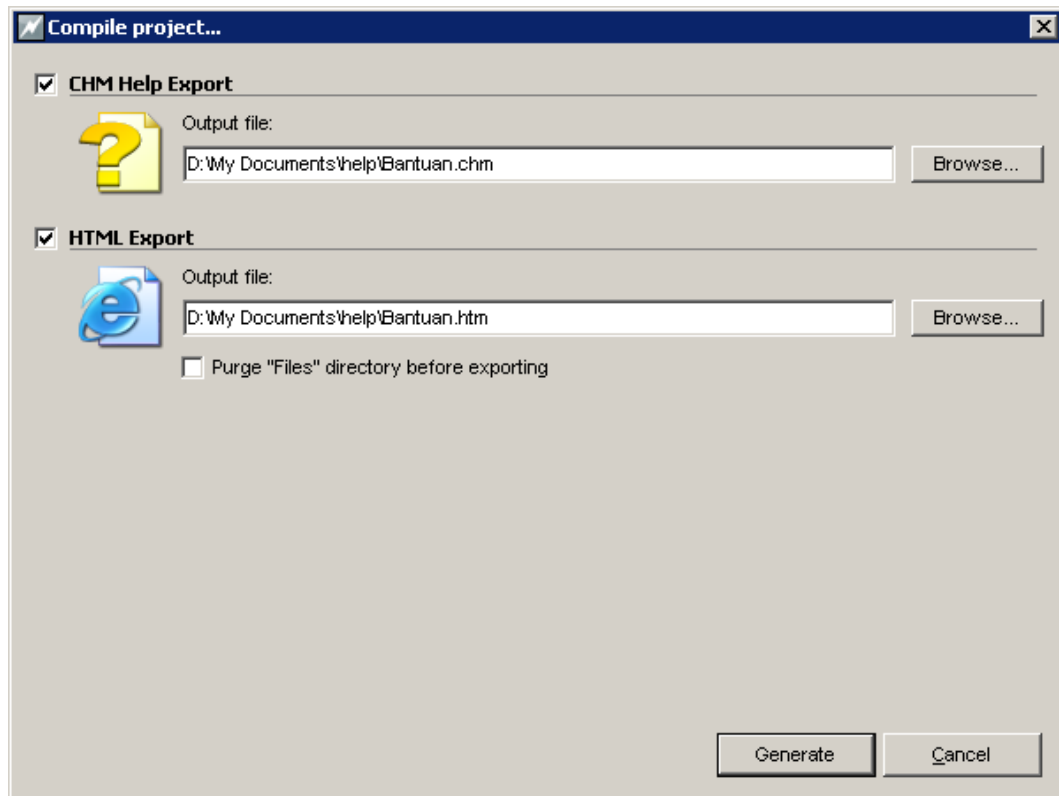 Compile project...
CHM Help Export
Output file:
D:\My Documents\help\Bantuan.chm
Browse...
HTML Export
Output file:
D:\My Documents\help\Bantuan.htm
Browse...
Purge "Files" directory before exporting
Generate
Cancel